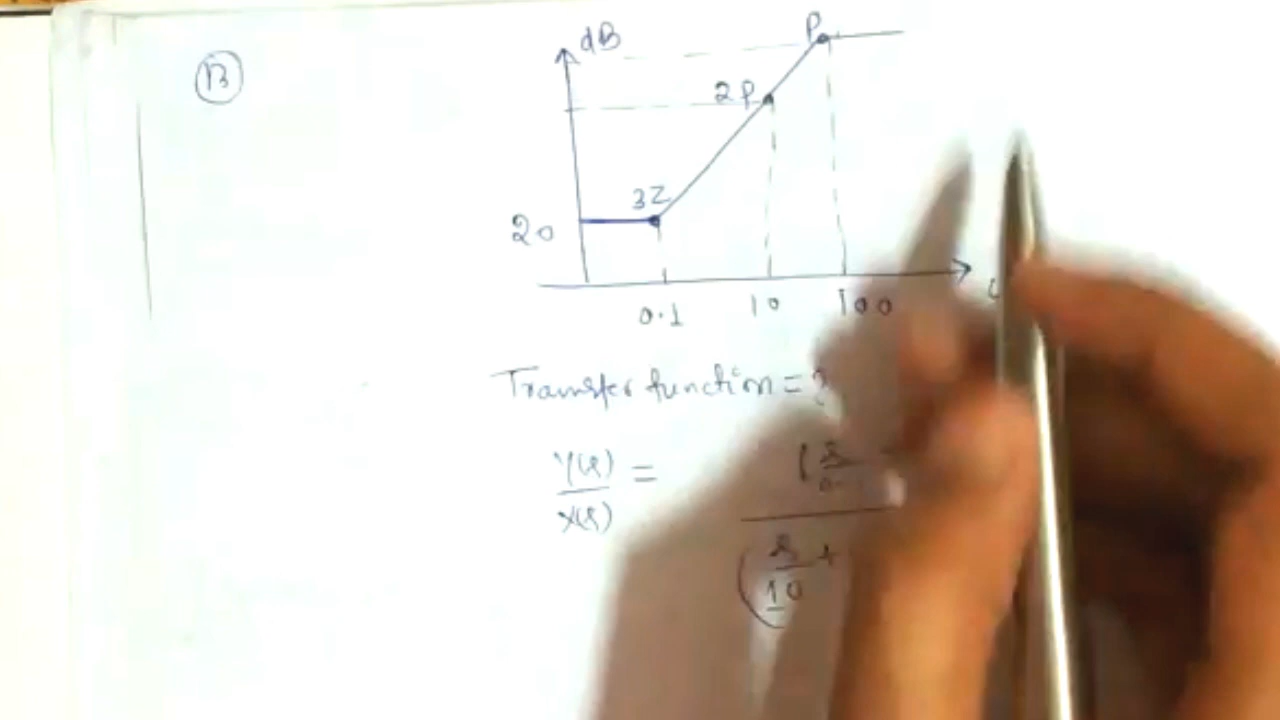 13
dB
P
2P
3Z
20
0.1 10 100
Transfer function = ?
Y(s)
X(s)
=
(s
s
10
+